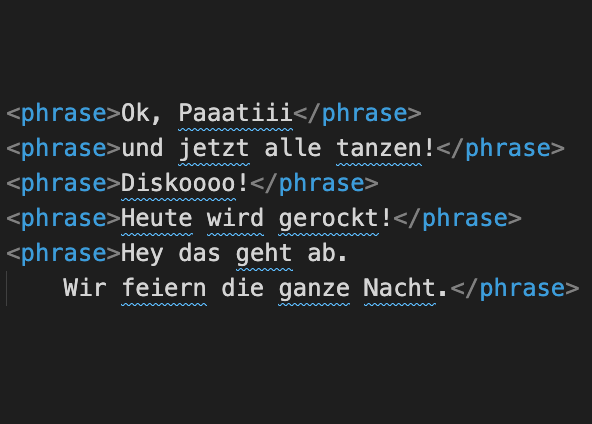 <phrase>Ok, Paaatiii</phrase>
<phrase>und jetzt alle tanzen!</phrase>
<phrase>Diskoooo!</phrase>
<phrase>Heute wird gerockt!</phrase>
<phrase>Hey das geht ab.
Wir feiern die ganze Nacht.</phrase>